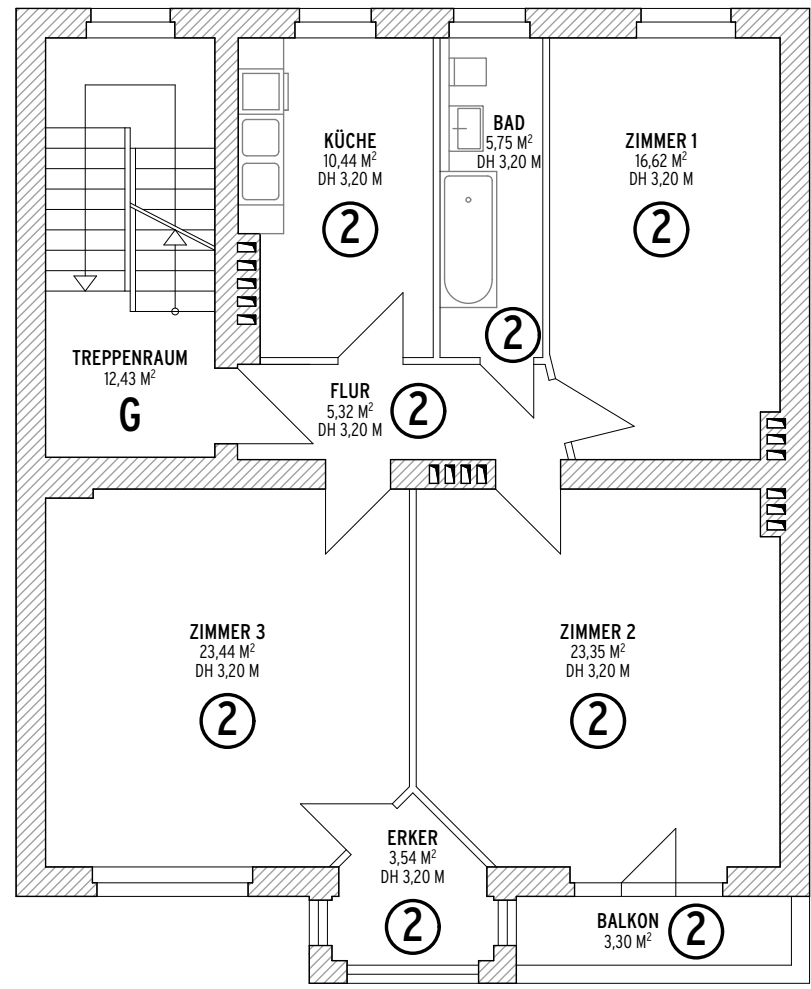 KÜCHE
10,44 M²
DH 3,20 M
2
BAD
5,75 M²
DH 3,20 M
2
ZIMMER 1
16,62 M²
DH 3,20 M
2
TREPPENRAUM
12,43 M²
G
FLUR
5,32 M²
DH 3,20 M
2
ZIMMER 3
23,44 M²
DH 3,20 M
2
ZIMMER 2
23,35 M²
DH 3,20 M
2
ERKER
3,54 M²
DH 3,20 M
2
BALKON
3,30 M²
2